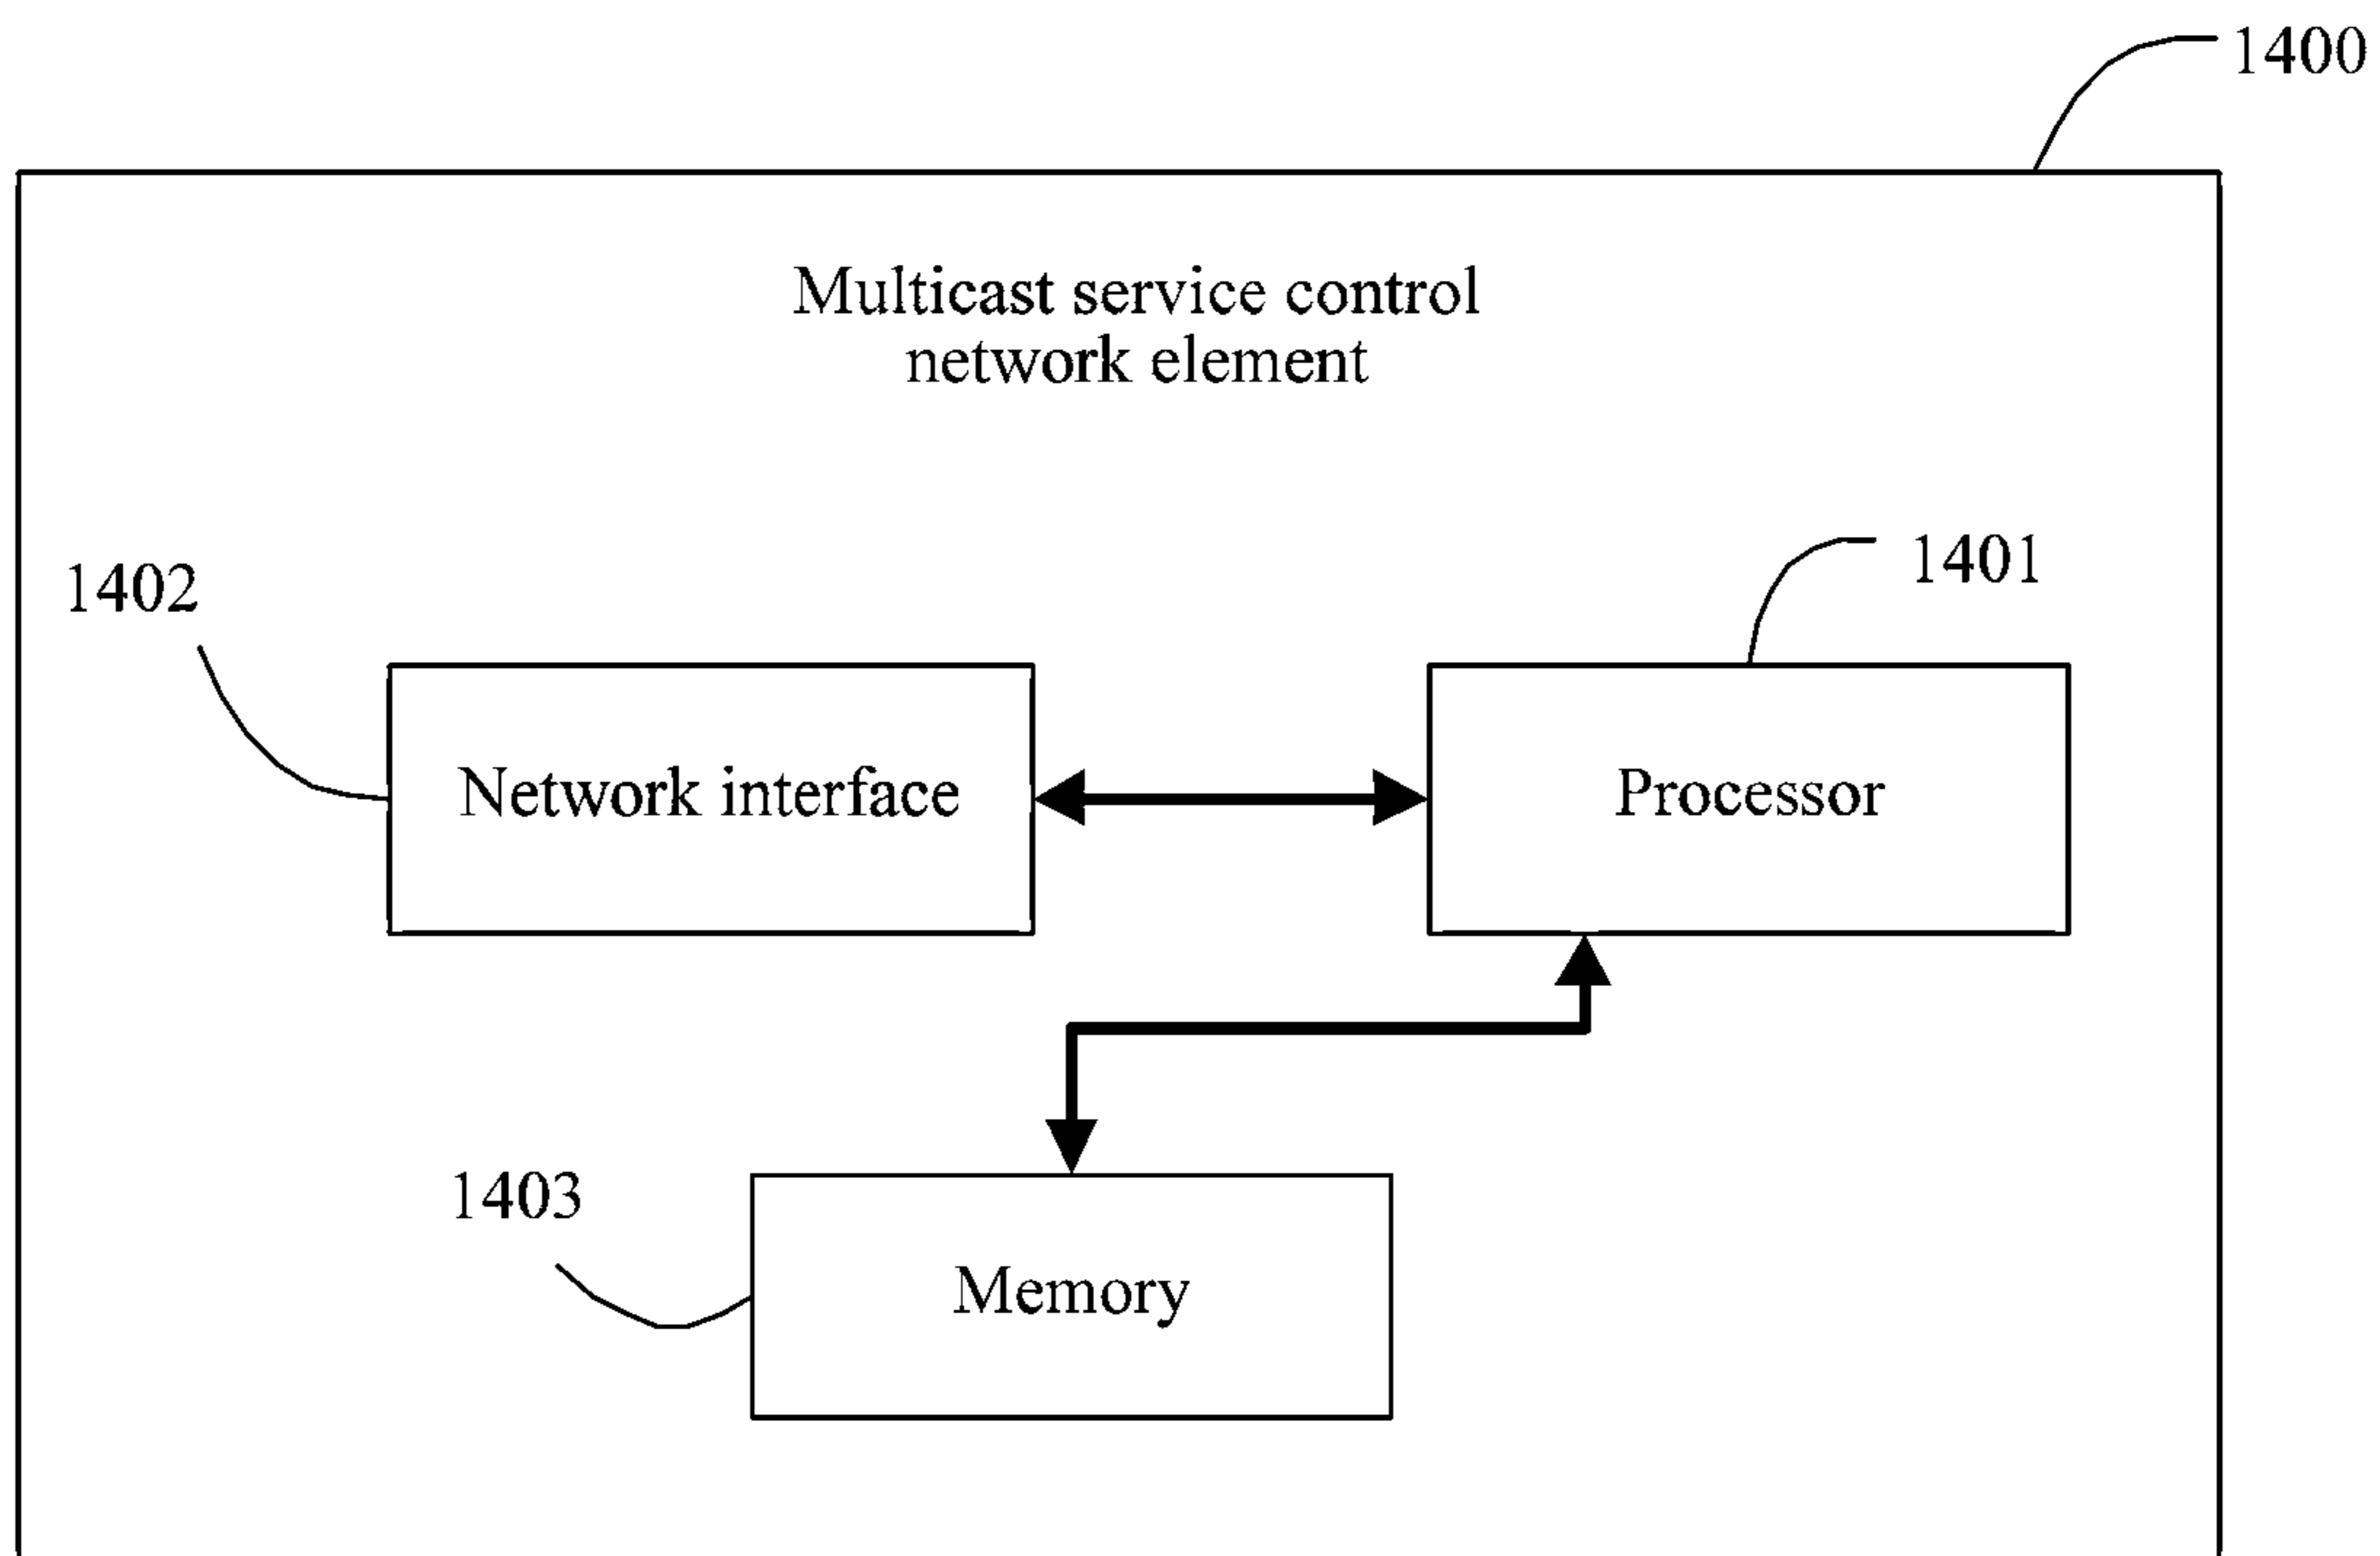 1400
Multicast service control
network element
1402
1401
Network interface
Processor
1403
Memory